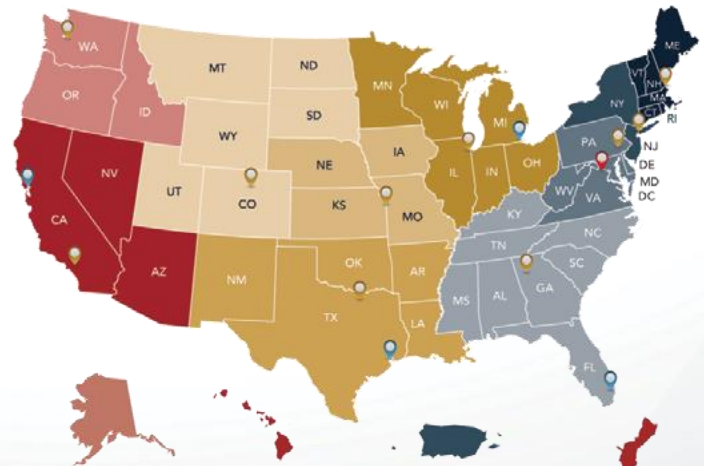 WA
MT
ND
MN
ME
VT
NH
OR
ID
WI
MI
NY
MA
CT
RI
SD
WY
IA
PA
NJ
NE
OH
DE
NV
UT
CO
IL
IN
WV
MD
VA
DC
CA
KS
MO
KY
NC
TN
AZ
NM
OK
AR
SC
MS
AL
GA
TX
LA
FL